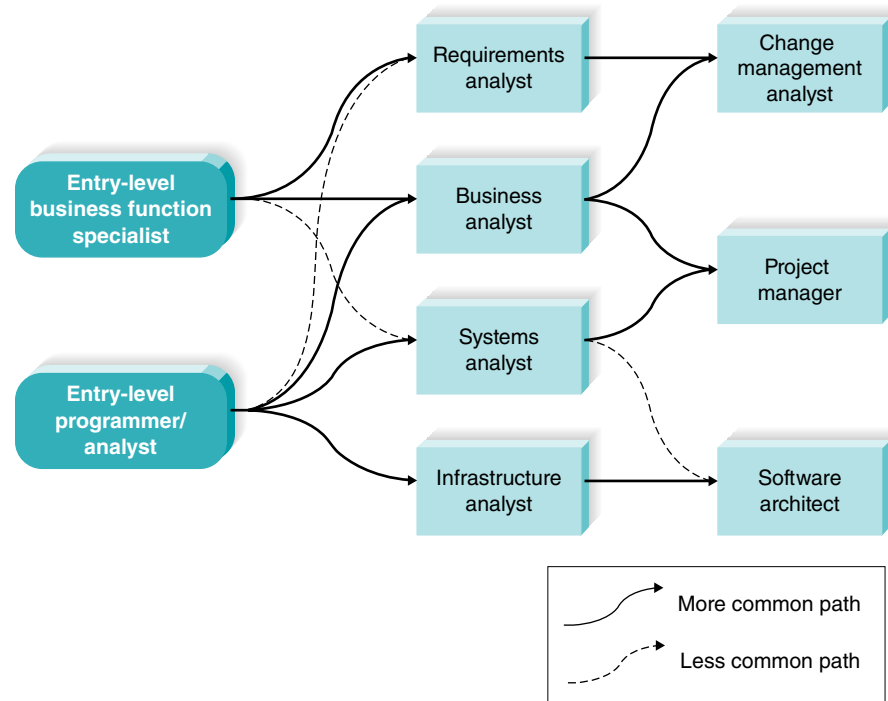 Requirements
analyst
Change
management
analyst
Entry-level
business function
specialist
Business
analyst
Project
manager
Systems
analyst
Entry-level
programmer/
analyst
Infrastructure
analyst
Software
architect
More common path
Less common path